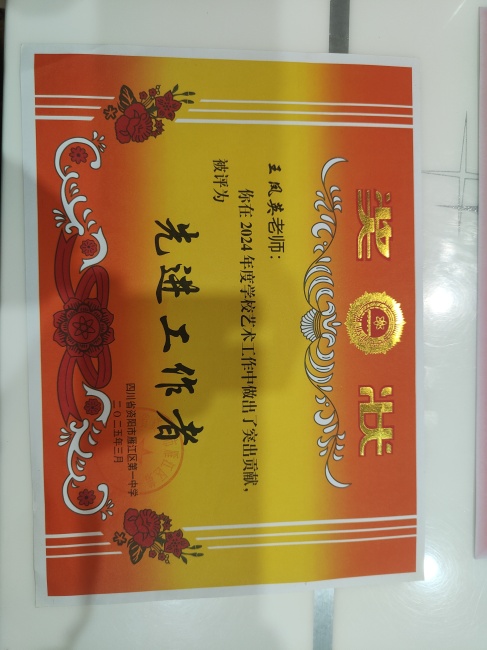 奖状
王凤英老师：
你在2024年度学校艺术工作中做出了突出贡献，
被评为
先进工作者
四川省资阳市雁江区第一中学
二〇二五年三月